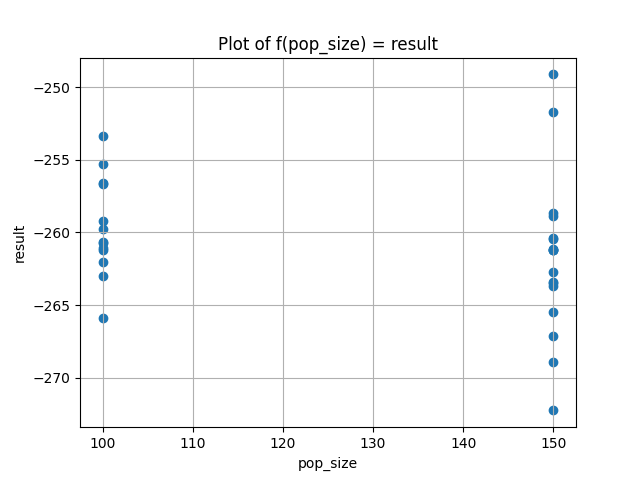 Plot of f(pop_size) = result
−250
−255
−260
−265
−270
result
100 110 120 130 140 150
pop_size